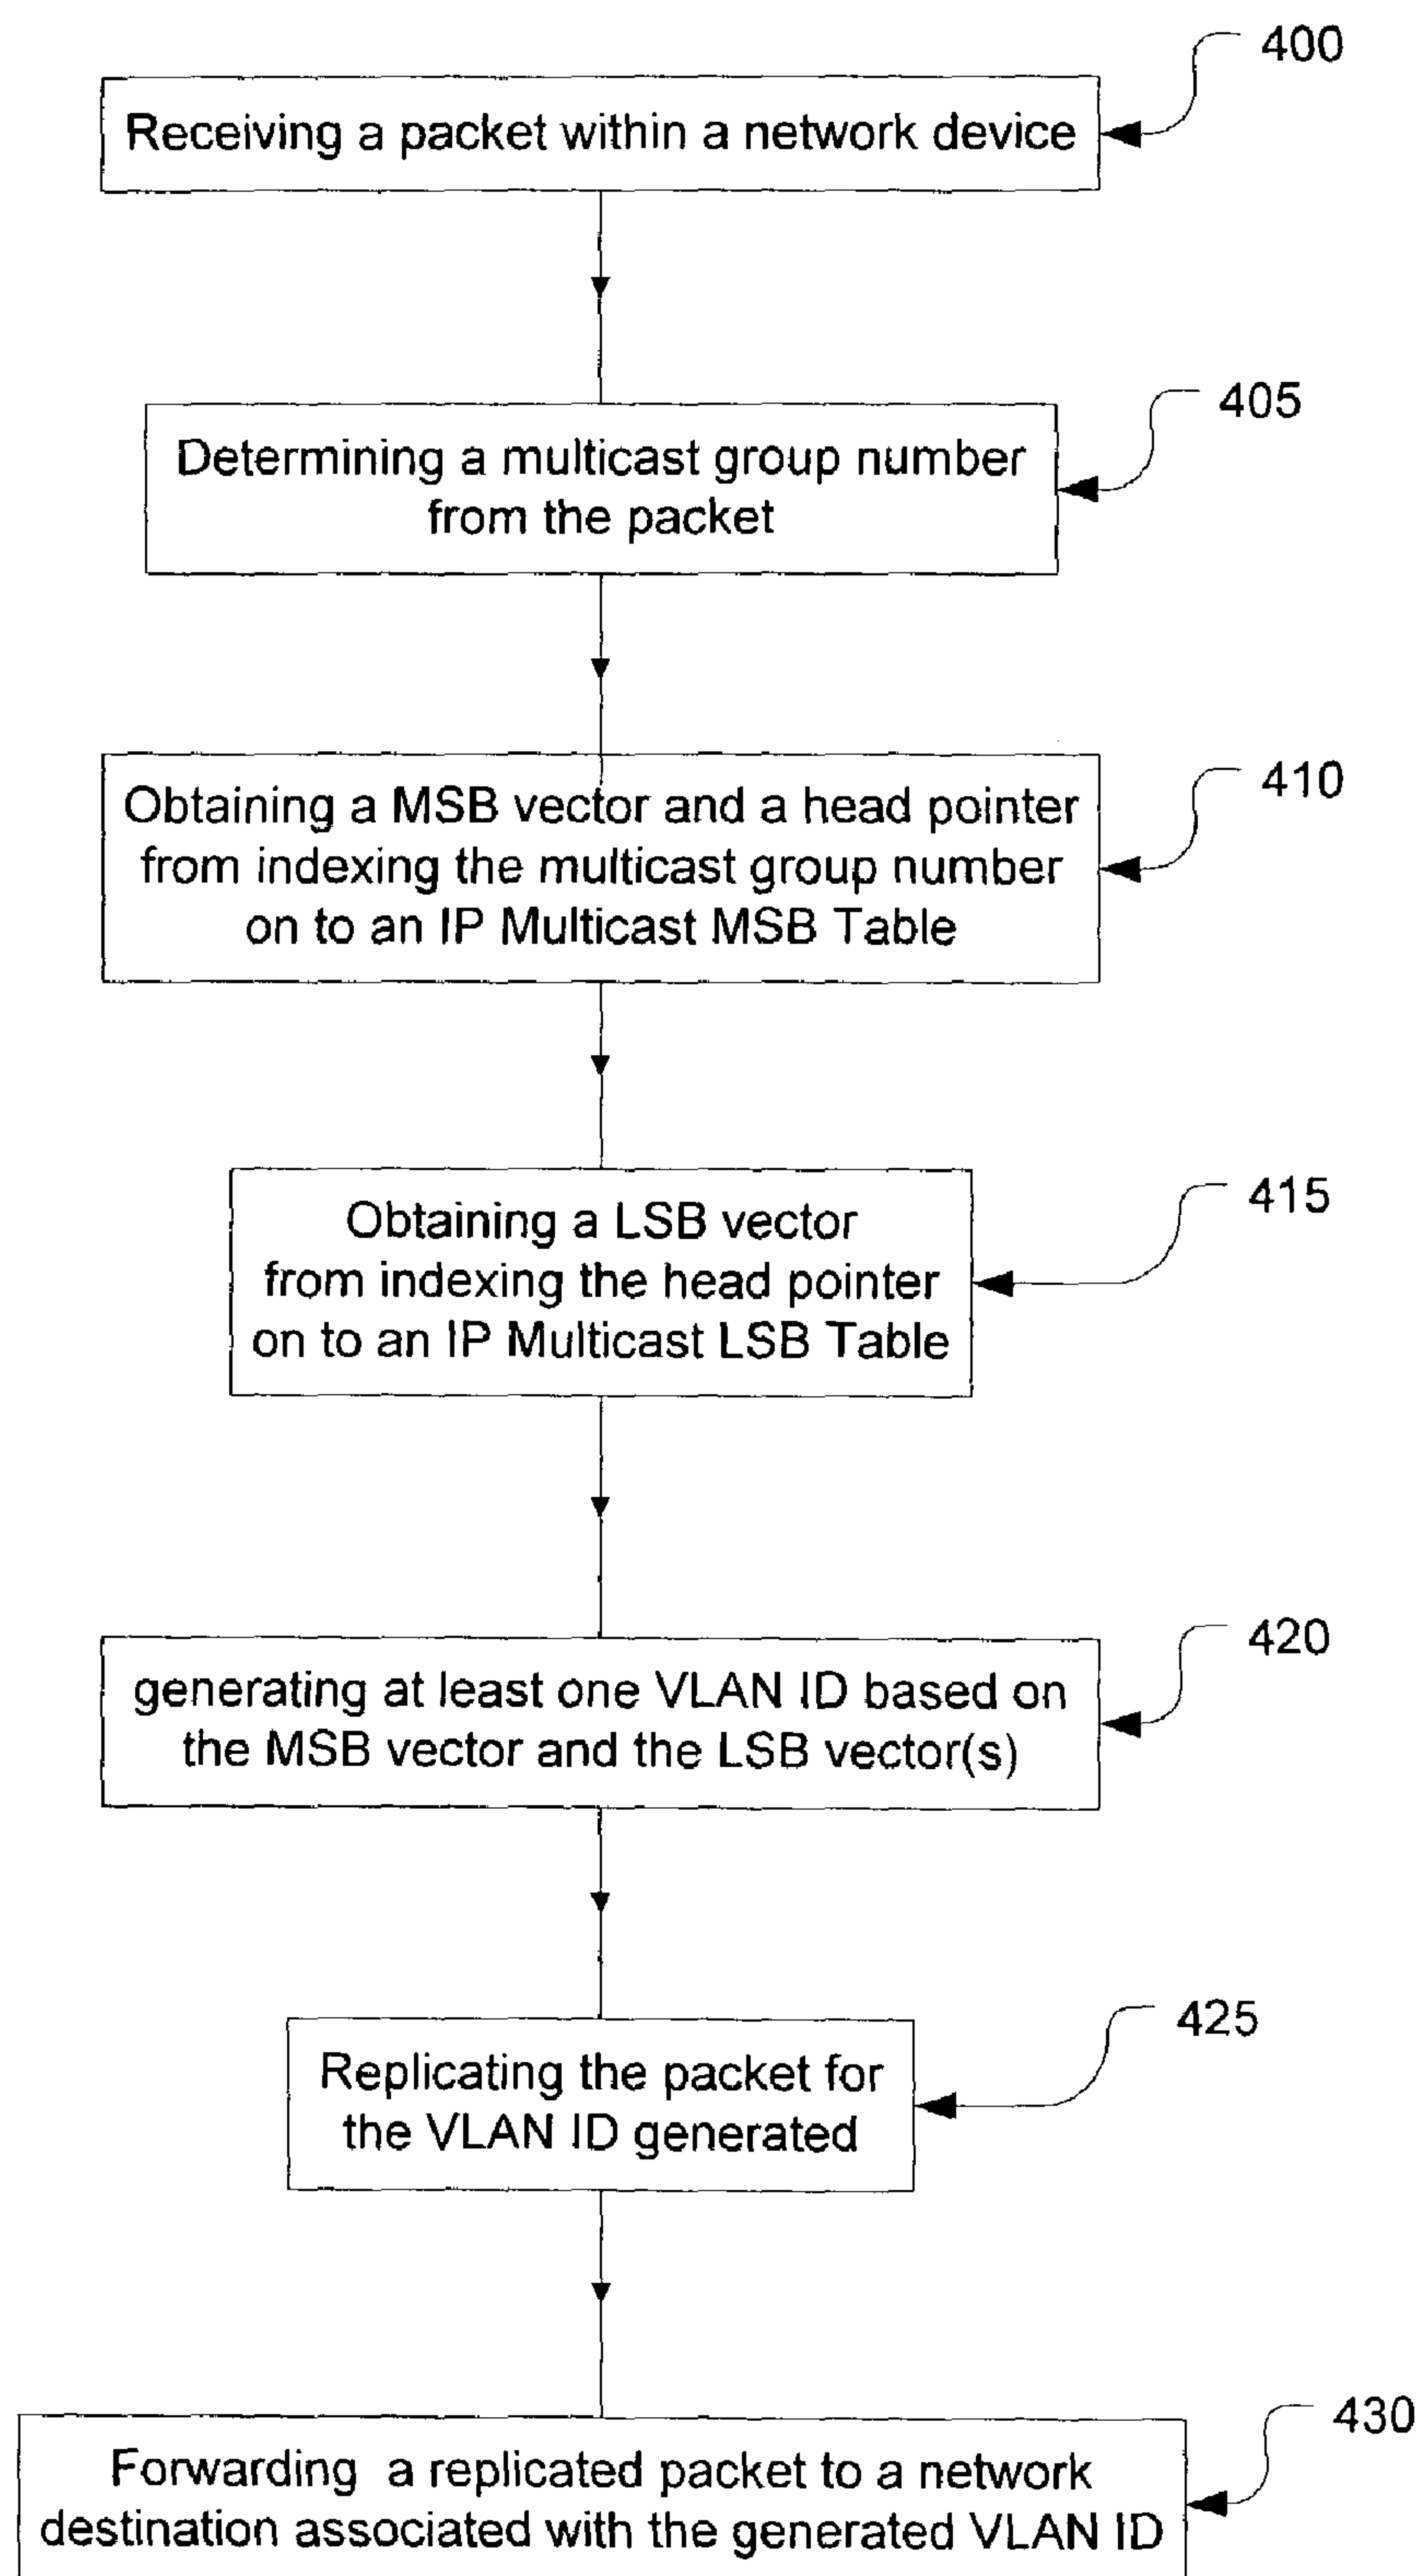 400
Receiving a packet within a network device
405
Determining a multicast group number
from the packet
410
Obtaining a MSB vector and a head pointer
from indexing the multicast group number
on to an IP Multicast MSB Table
415
Obtaining a LSB vector
from indexing the head pointer
on to an IP Multicast LSB Table
420
generating at least one VLAN ID based on
the MSB vector and the LSB vector(s)
425
Replicating the packet for
the VLAN ID generated
430
Forwarding a replicated packet to a network
destination associated with the generated VLAN ID